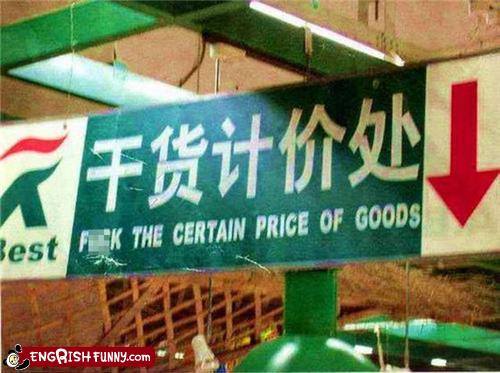 干货计价处
Best
F K THE CERTAIN PRICE OF GOODS
ENGRISHFUNNY.COM